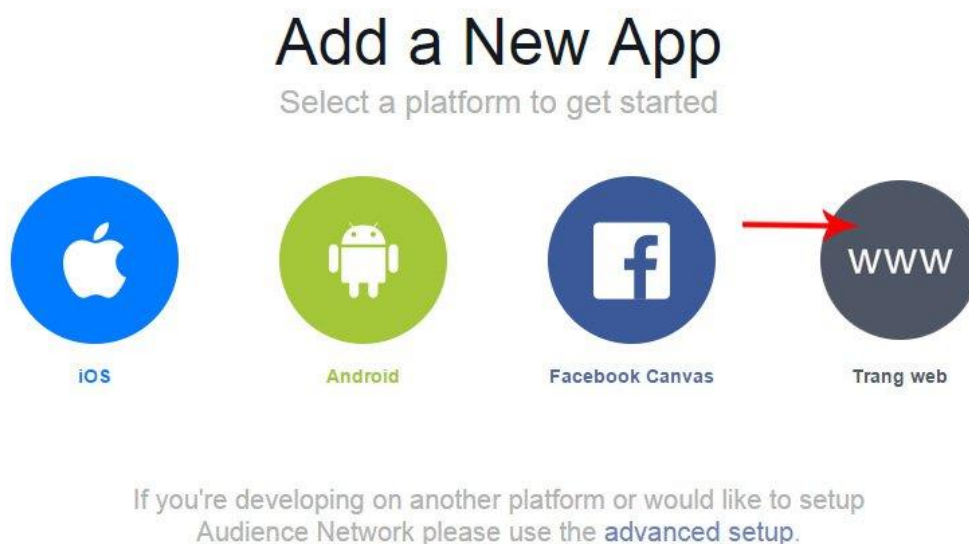 Add a New App
Select a platform to get started
www
iOS
Android
Facebook Canvas
Trang web
If you're developing on another platform or would like to setup
Audience Network please use the advanced setup.